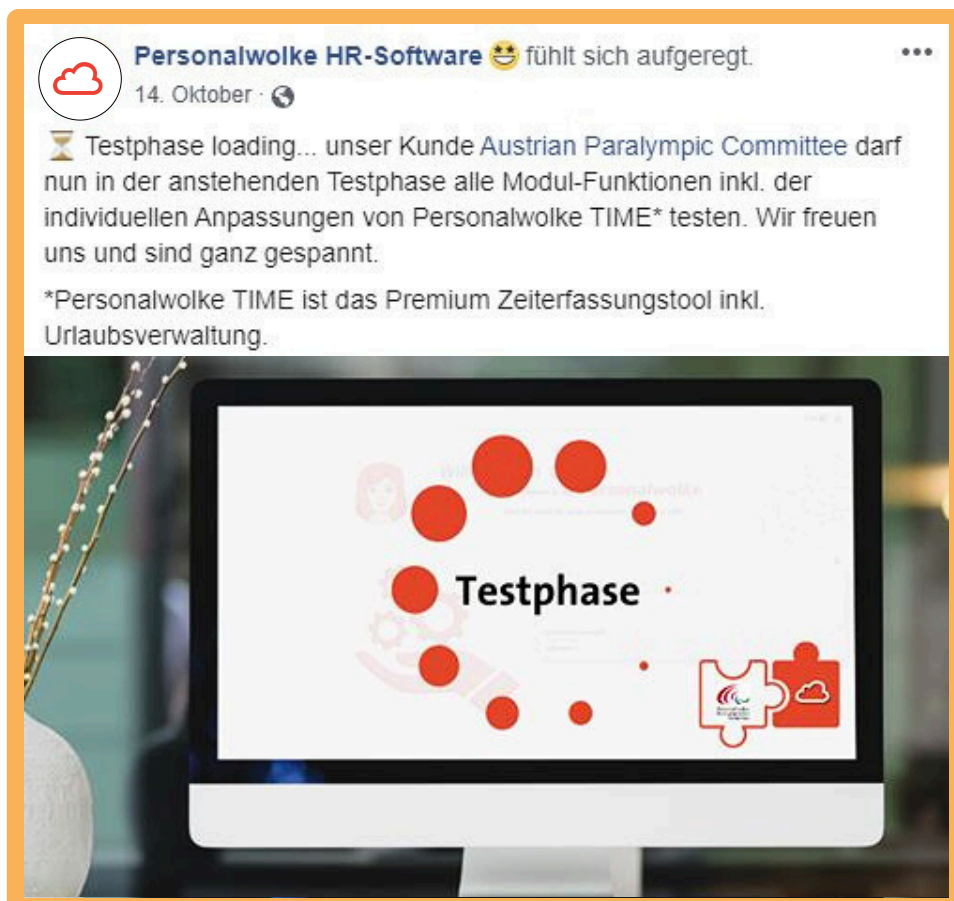 Personalwolke HR-Software 🤩 fühlt sich aufgeregt.
14. Oktober ·
⏳ Testphase loading... unser Kunde Austrian Paralympic Committee darf
nun in der anstehenden Testphase alle Modul-Funktionen inkl. der
individuellen Anpassungen von Personalwolke TIME* testen. Wir freuen
uns und sind ganz gespannt.
*Personalwolke TIME ist das Premium Zeiterfassungstool inkl.
Urlaubsverwaltung.
Testphase